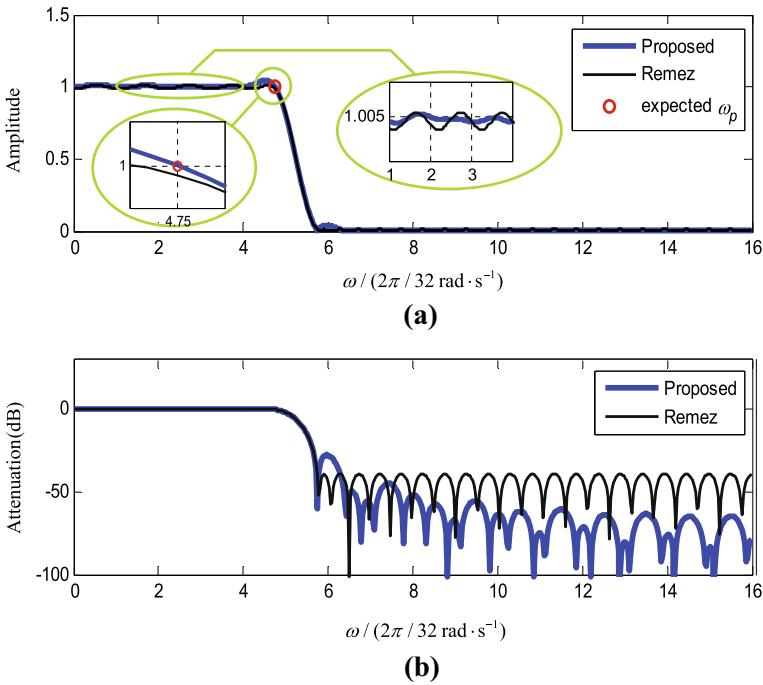 1.5
1
0.5
0
Amplitude
Proposed
Remez
expected ωp
1
4.75
1.005
1 2 3
0 2 4 6 8 10 12 14 16
ω / (2π / 32 rad · s⁻¹)
(a)
0
-50
-100
Attenuation(dB)
Proposed
Remez
0 2 4 6 8 10 12 14 16
ω / (2π / 32 rad · s⁻¹)
(b)